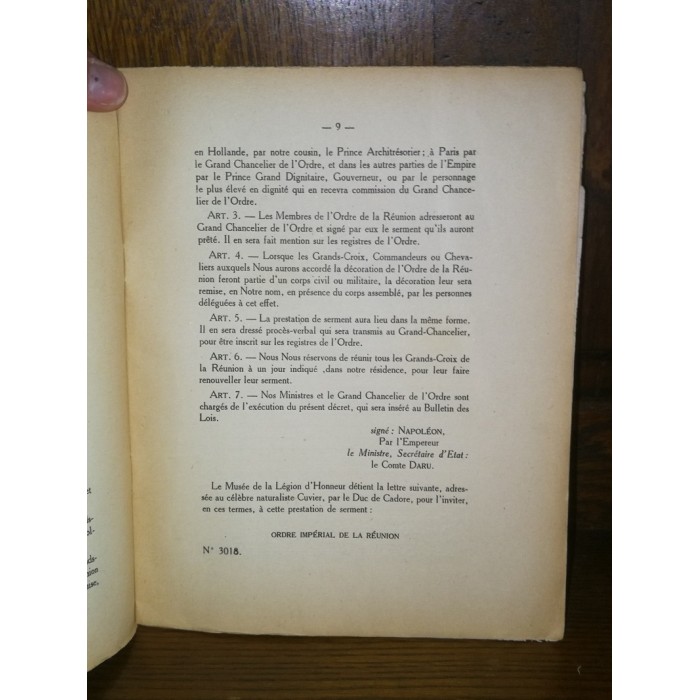 — 9 —
en Hollande, par notre cousin, le Prince Architrésorier; à Paris par
le Grand Chancelier de l'Ordre, et dans les autres parties de l'Empire
par le Prince Grand Dignitaire, Gouverneur, ou par le personnage
le plus élevé en dignité qui en recevra commission du Grand Chance-
lier de l'Ordre.
ART. 3. — Les Membres de l'Ordre de la Réunion adresseront au
Grand Chancelier de l'Ordre et signé par eux le serment qu'ils auront
prêté. Il en sera fait mention sur les registres de l'Ordre.
ART. 4. — Lorsque les Grands-Croix, Commandeurs ou Cheva-
liers auxquels Nous aurons accordé la décoration de l'Ordre de la Réu-
nion feront partie d'un corps civil ou militaire, la décoration leur sera
remise, en Notre nom, en présence du corps assemblé, par les personnes
déléguées à cet effet.
ART. 5. — La prestation de serment aura lieu dans la même forme.
Il en sera dressé procès-verbal qui sera transmis au Grand-Chancelier,
pour être inscrit sur les registres de l'Ordre.
ART. 6. — Nous Nous réservons de réunir tous les Grands-Croix de
la Réunion à un jour indiqué ,dans notre résidence, pour leur faire
renouveller leur serment.
ART. 7. — Nos Ministres et le Grand Chancelier de l'Ordre sont
chargés de l'exécution du présent décret, qui sera inséré au Bulletin des
Lois.
signé : NAPOLÉON,
Par l'Empereur
le Ministre, Secrétaire d'Etat :
le Comte DARU.
Le Musée de la Légion d'Honneur détient la lettre suivante, adres-
sée au célèbre naturaliste Cuvier, par le Duc de Cadore, pour l'inviter,
en ces termes, à cette prestation de serment :
ORDRE IMPÉRIAL DE LA RÉUNION
N° 3018.